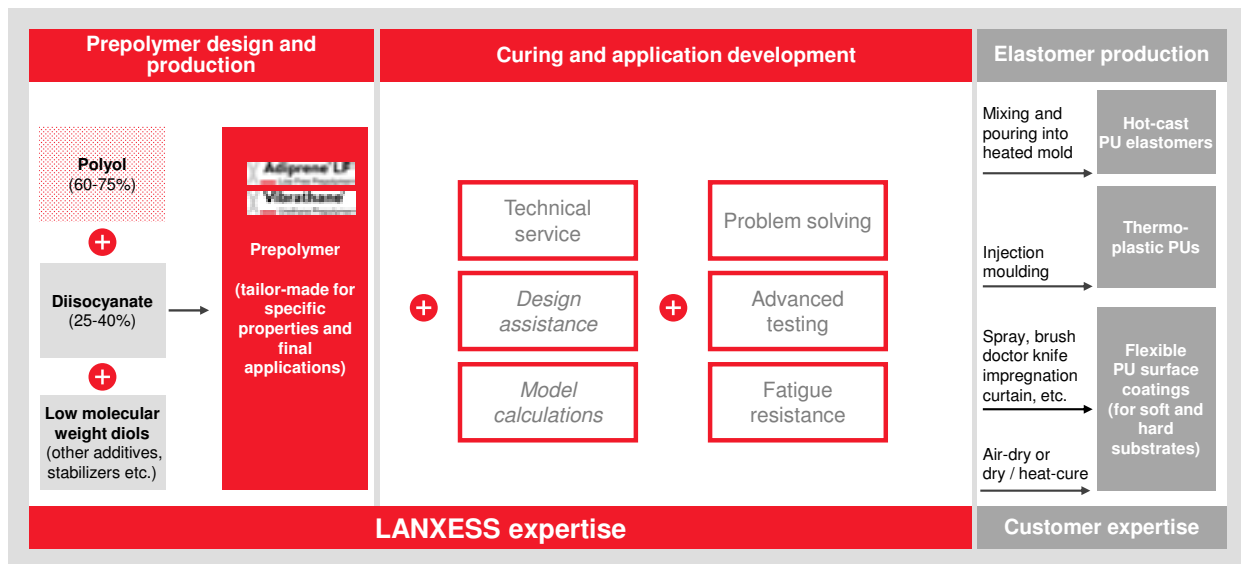 Prepolymer design and
production
Curing and application development
Elastomer production
Polyol
(60-75%)
Diisocyanate
(25-40%)
Low molecular
weight diols
(other additives,
stabilizers etc.)
Adiprene LF
Vibrathane
Prepolymer
(tailor-made for
specific
properties and
final
applications)
Technical
service
Problem solving
Design
assistance
Advanced
testing
Model
calculations
Fatigue
resistance
Mixing and
pouring into
heated mold
Hot-cast
PU elastomers
Injection
moulding
Thermo-
plastic PUs
Spray, brush
doctor knife
impregnation
curtain, etc.
Air-dry or
dry / heat-cure
Flexible
PU surface
coatings
(for soft and
hard
substrates)
LANXESS expertise
Customer expertise